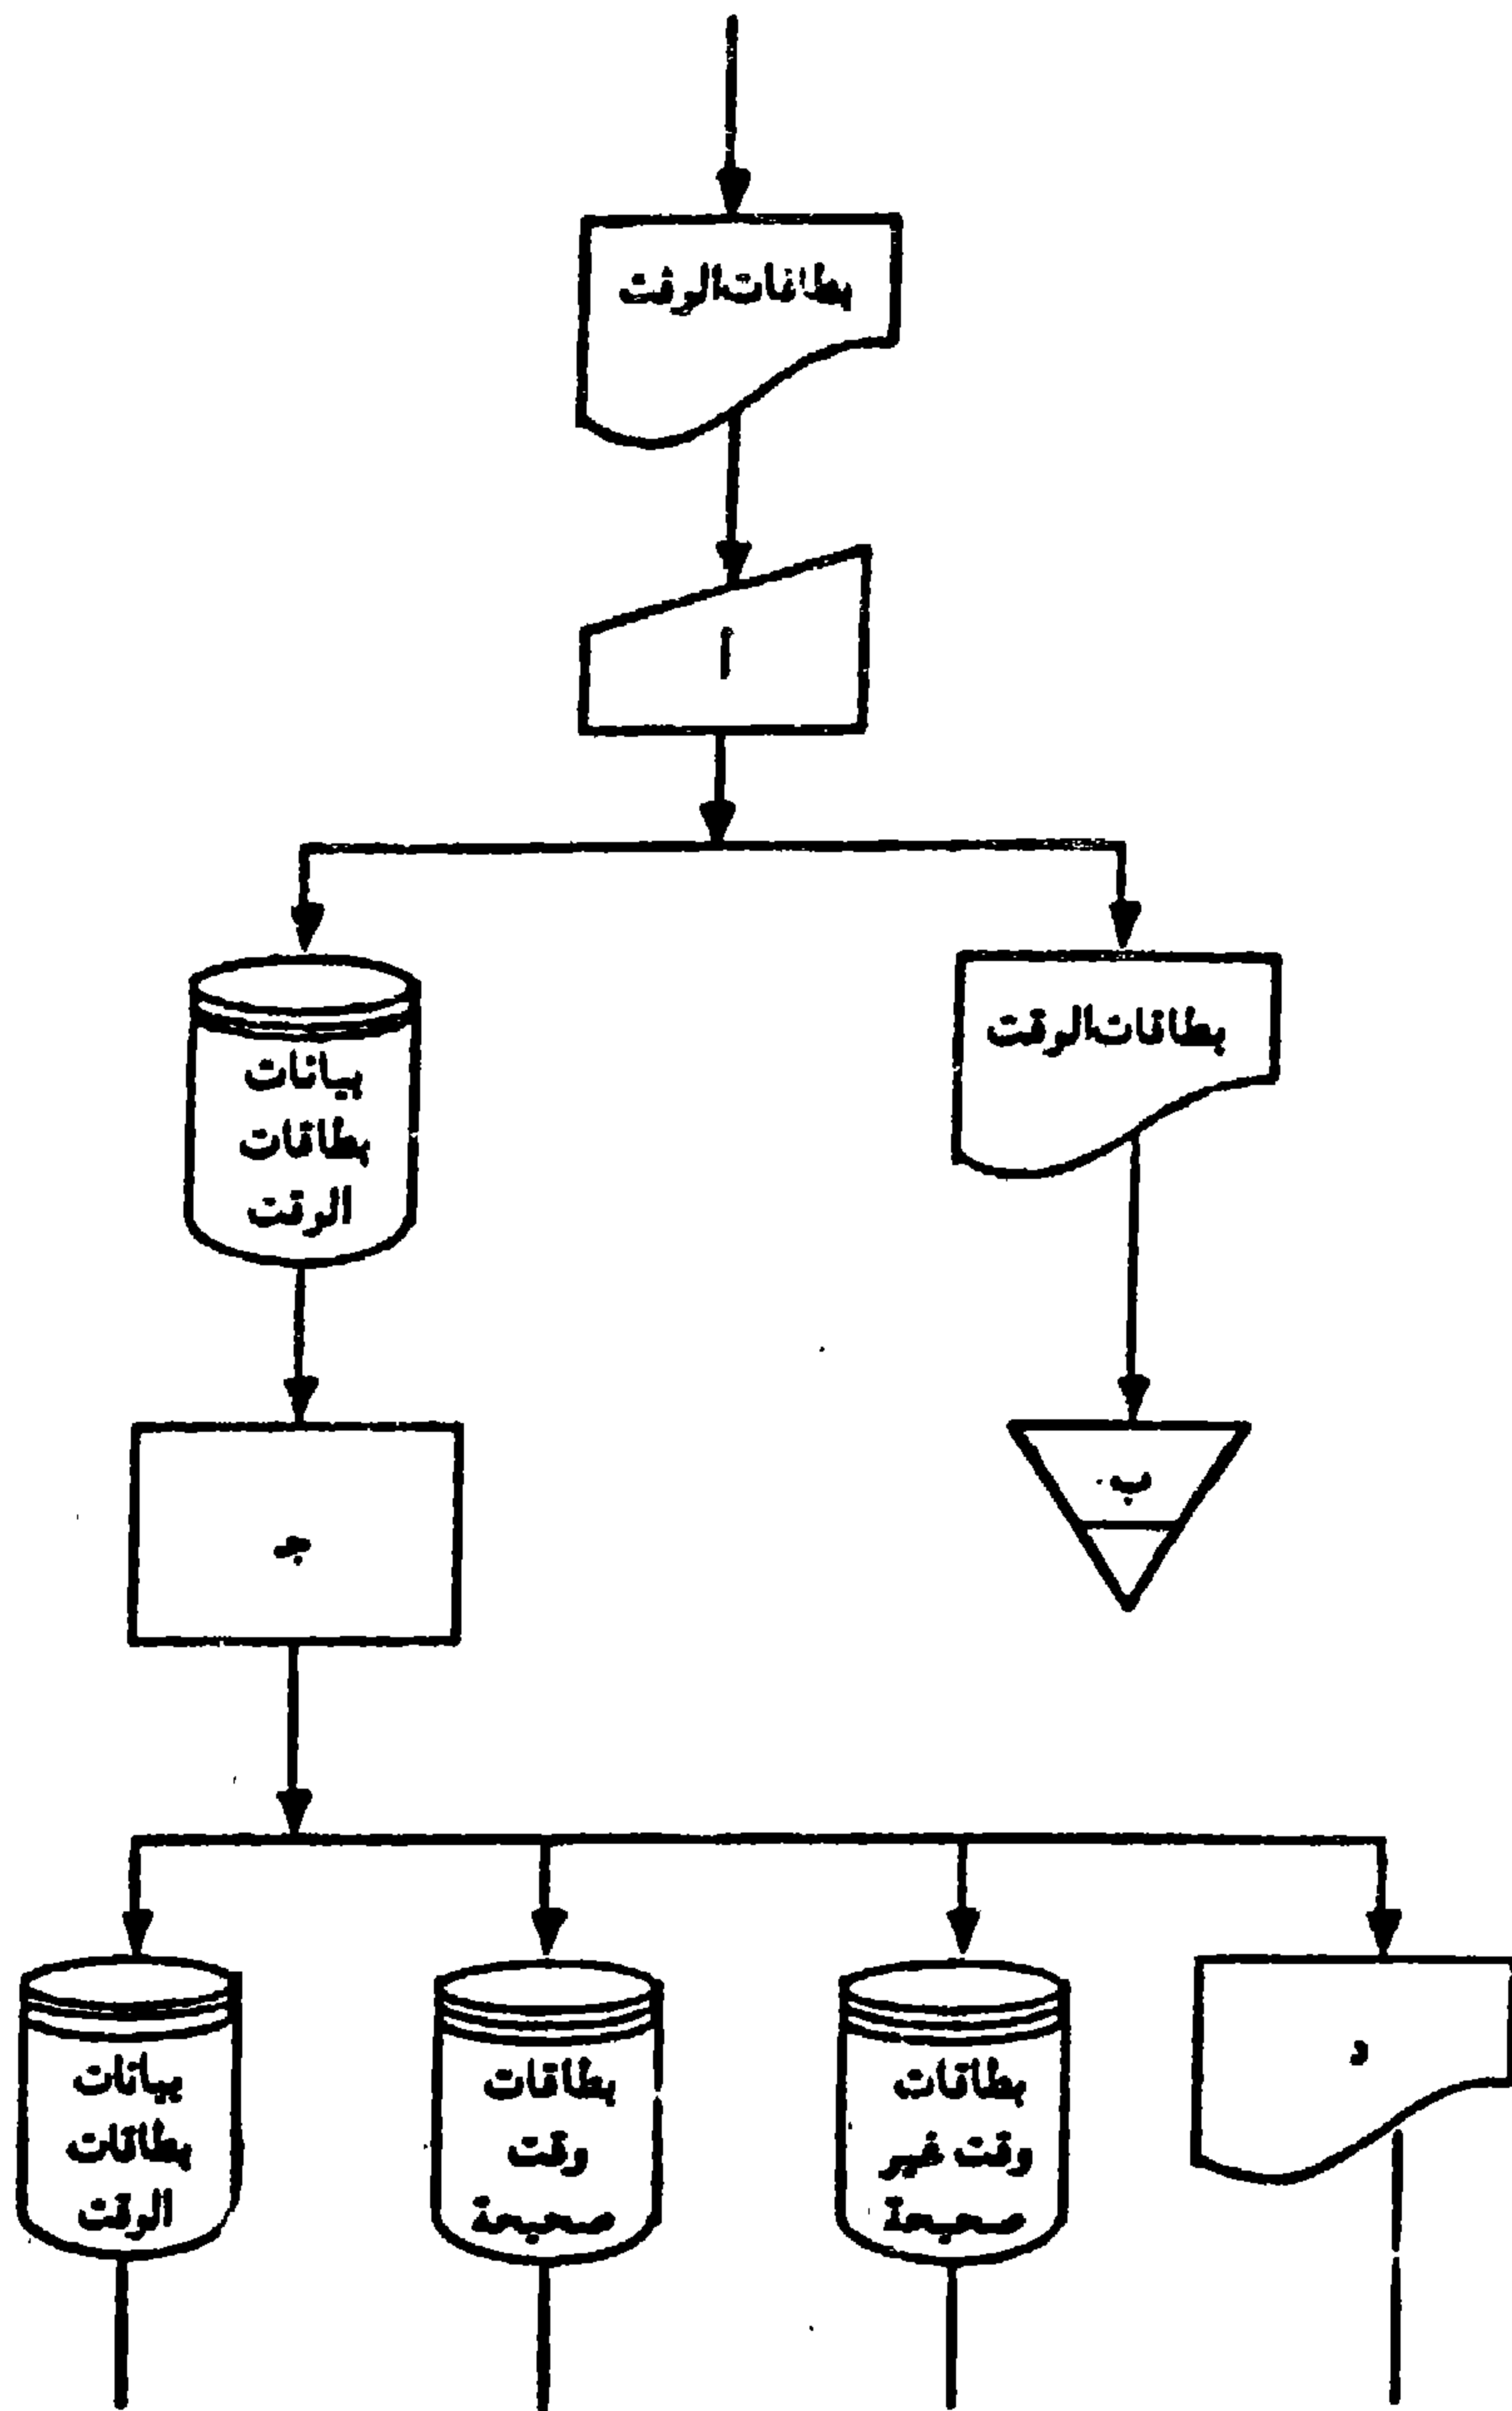 بطاقات الوقت
أ
بيانات
بطاقات
الوقت
بطاقات الوقت
جـ
ب
بيانات
بطاقات
الوقت
بطاقات
وقت
صحيحة
بطاقات
وقت غير
صحيحة
د